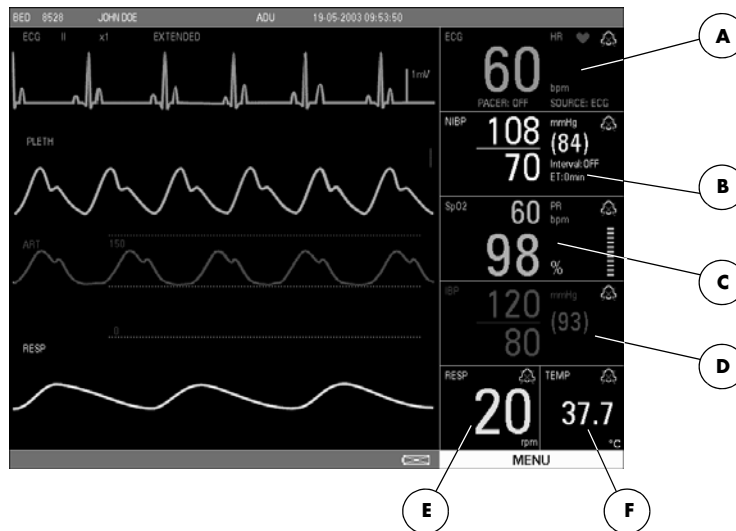 BED 8528 JOHN DOE ADU 19-05-2003 09:53:50
ECG II x1 EXTENDED
1mV
PLETH
ART 150
0
RESP
ECG HR
60 bpm
PACER: OFF SOURCE: ECG
NIBP 108 mmHg
(84)
70 Interval:OFF
ET:0min
SpO2 60 PR
bpm
98 %
IBP 120 mmHg
(93)
80
RESP
20
rpm
TEMP
37.7
°C
MENU
A
B
C
D
E F